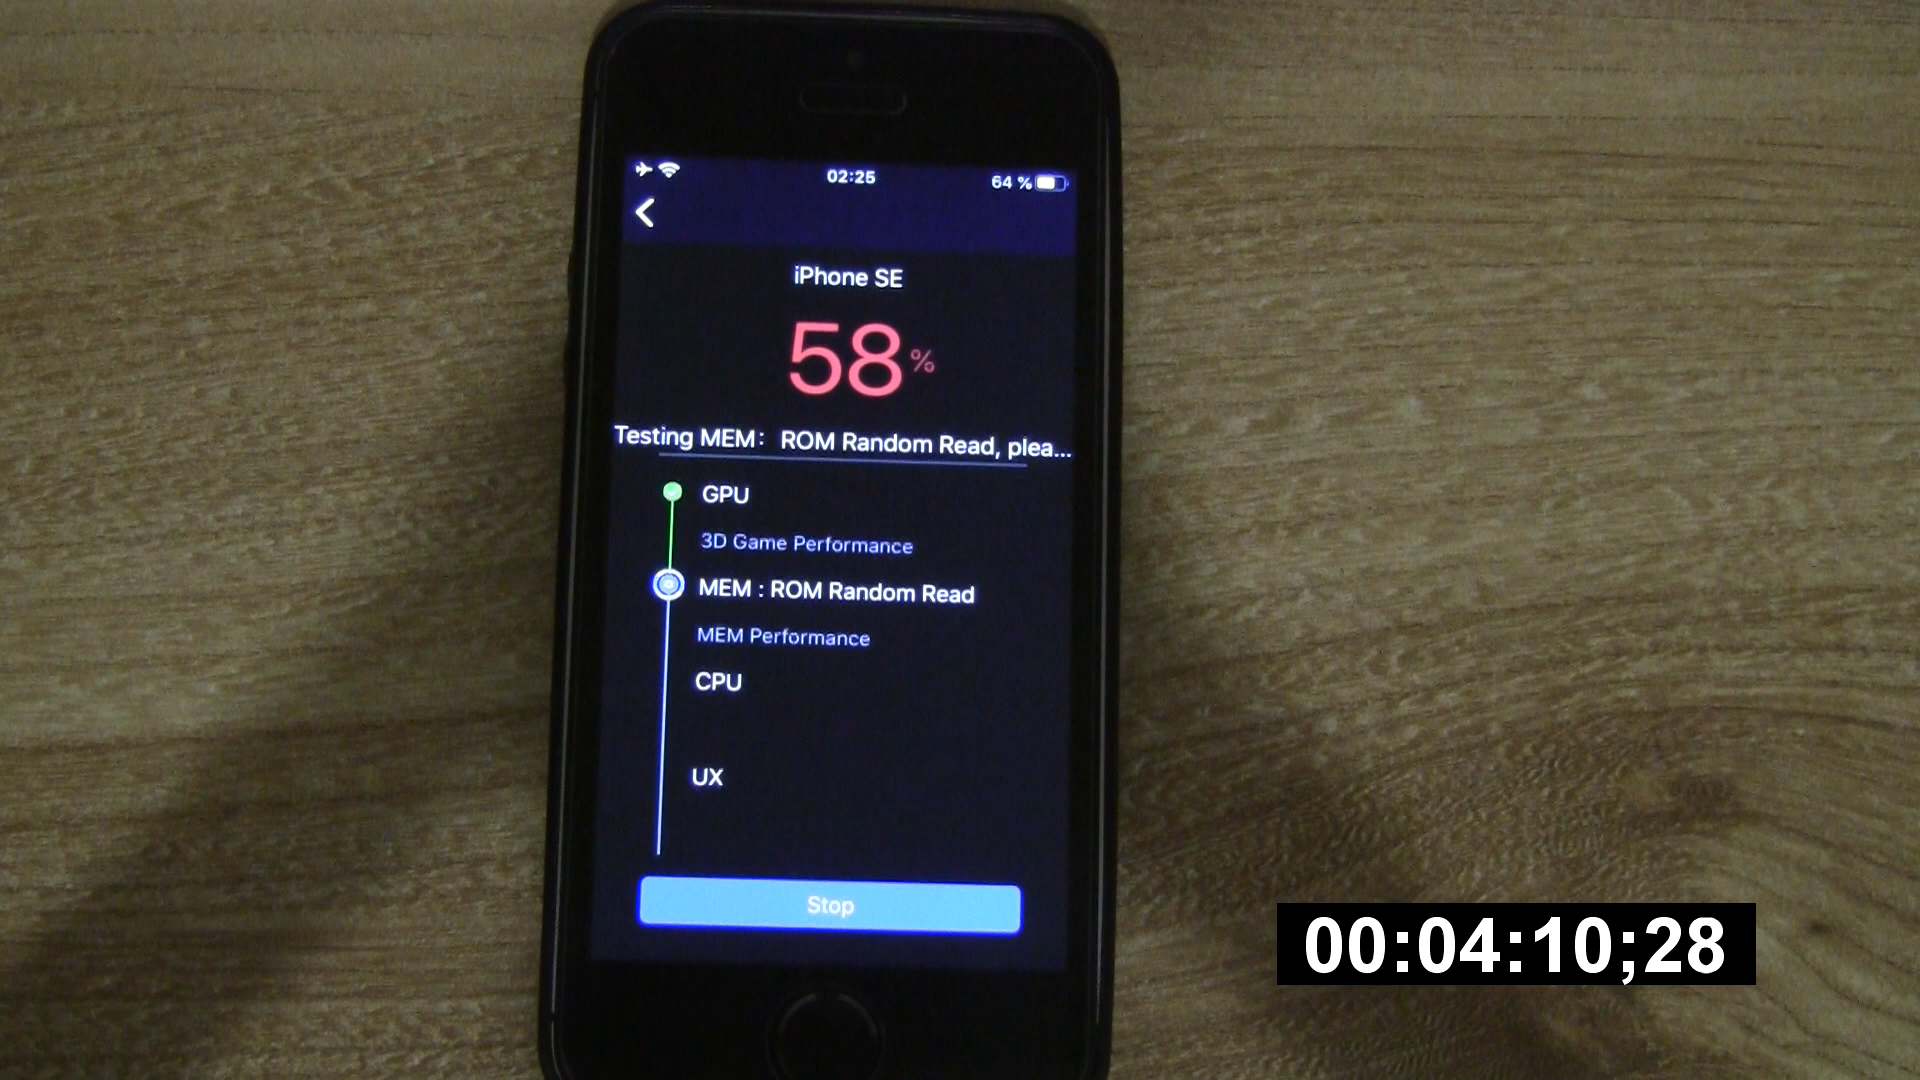 02:25
64 %
iPhone SE
58%
Testing MEM: ROM Random Read, plea...
GPU
3D Game Performance
MEM : ROM Random Read
MEM Performance
CPU
UX
Stop
00:04:10;28